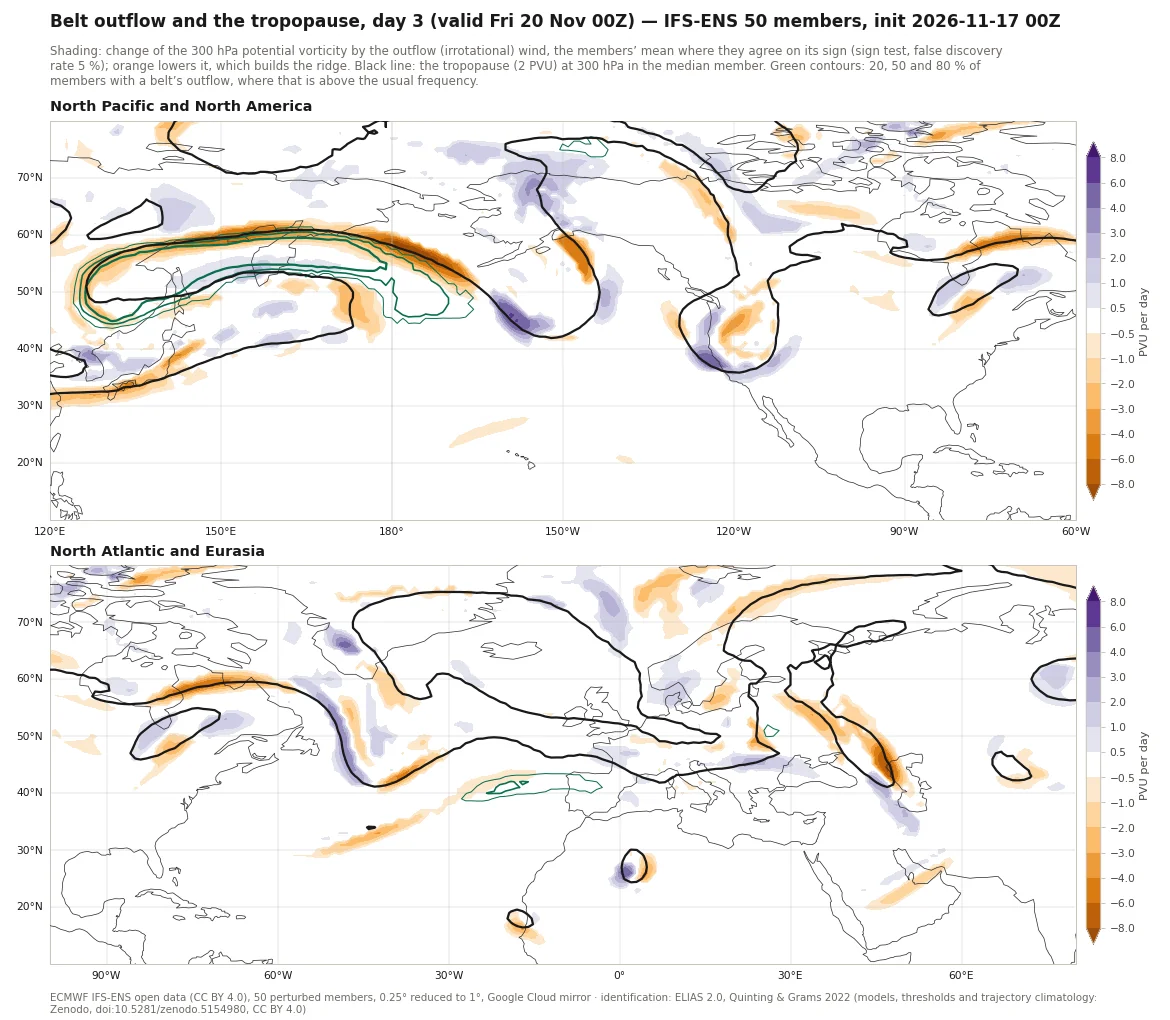 Belt outflow and the tropopause, day 3 (valid Fri 20 Nov 00Z) — IFS-ENS 50 members, init 2026-11-17 00Z
Shading: change of the 300 hPa potential vorticity by the outflow (irrotational) wind, the members’ mean where they agree on its sign (sign test, false discovery
rate 5 %); orange lowers it, which builds the ridge. Black line: the tropopause (2 PVU) at 300 hPa in the median member. Green contours: 20, 50 and 80 % of
members with a belt’s outflow, where that is above the usual frequency.
North Pacific and North America
70°N
60°N
50°N
40°N
30°N
20°N
120°E
150°E
180°
150°W
120°W
90°W
60°W
8.0
6.0
4.0
3.0
2.0
1.0
0.5
−0.5
−1.0
−2.0
−3.0
−4.0
−6.0
−8.0
PVU per day
North Atlantic and Eurasia
70°N
60°N
50°N
40°N
30°N
20°N
90°W
60°W
30°W
0°
30°E
60°E
8.0
6.0
4.0
3.0
2.0
1.0
0.5
−0.5
−1.0
−2.0
−3.0
−4.0
−6.0
−8.0
PVU per day
ECMWF IFS-ENS open data (CC BY 4.0), 50 perturbed members, 0.25° reduced to 1°, Google Cloud mirror · identification: ELIAS 2.0, Quinting & Grams 2022 (models, thresholds and trajectory climatology:
Zenodo, doi:10.5281/zenodo.5154980, CC BY 4.0)